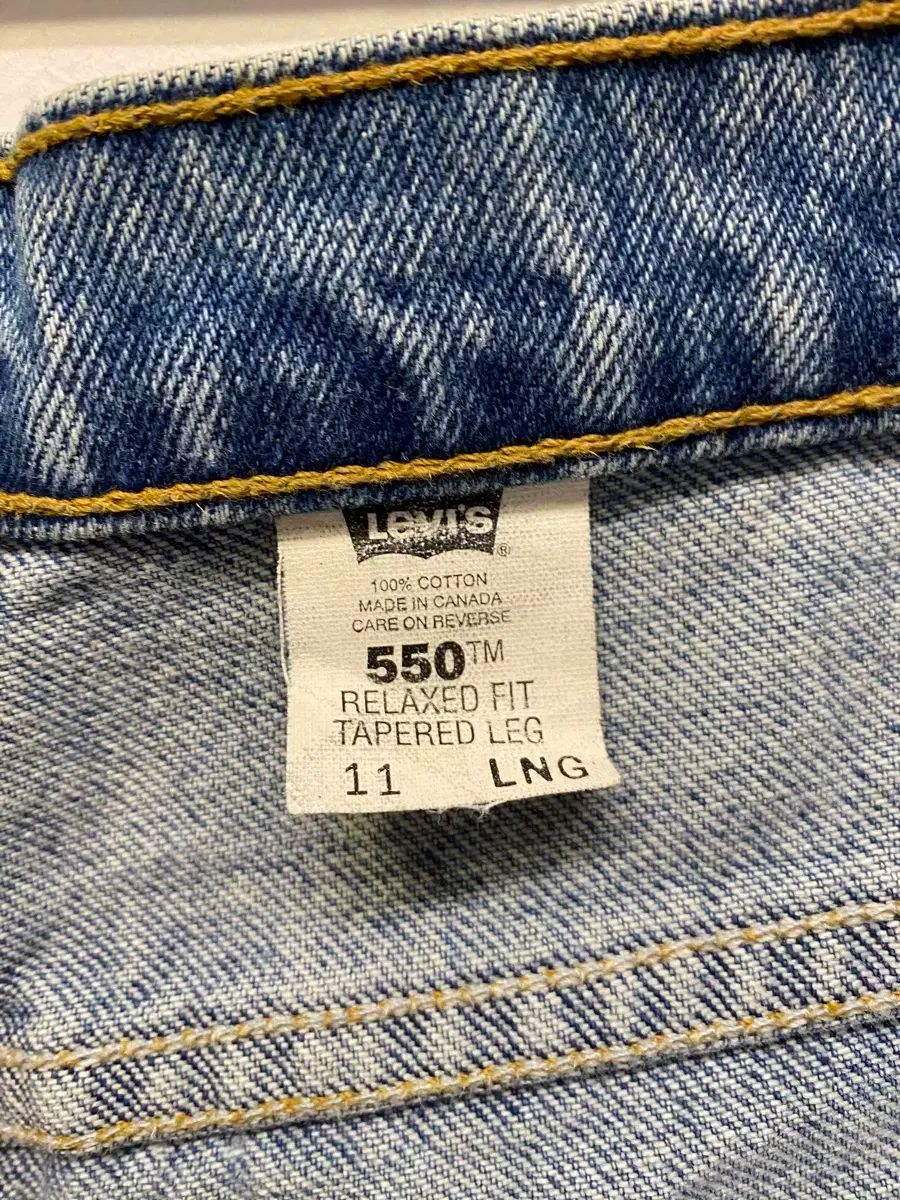 Levi's
®
100% COTTON
MADE IN CANADA
CARE ON REVERSE
550™
RELAXED FIT
TAPERED LEG
11 LNG